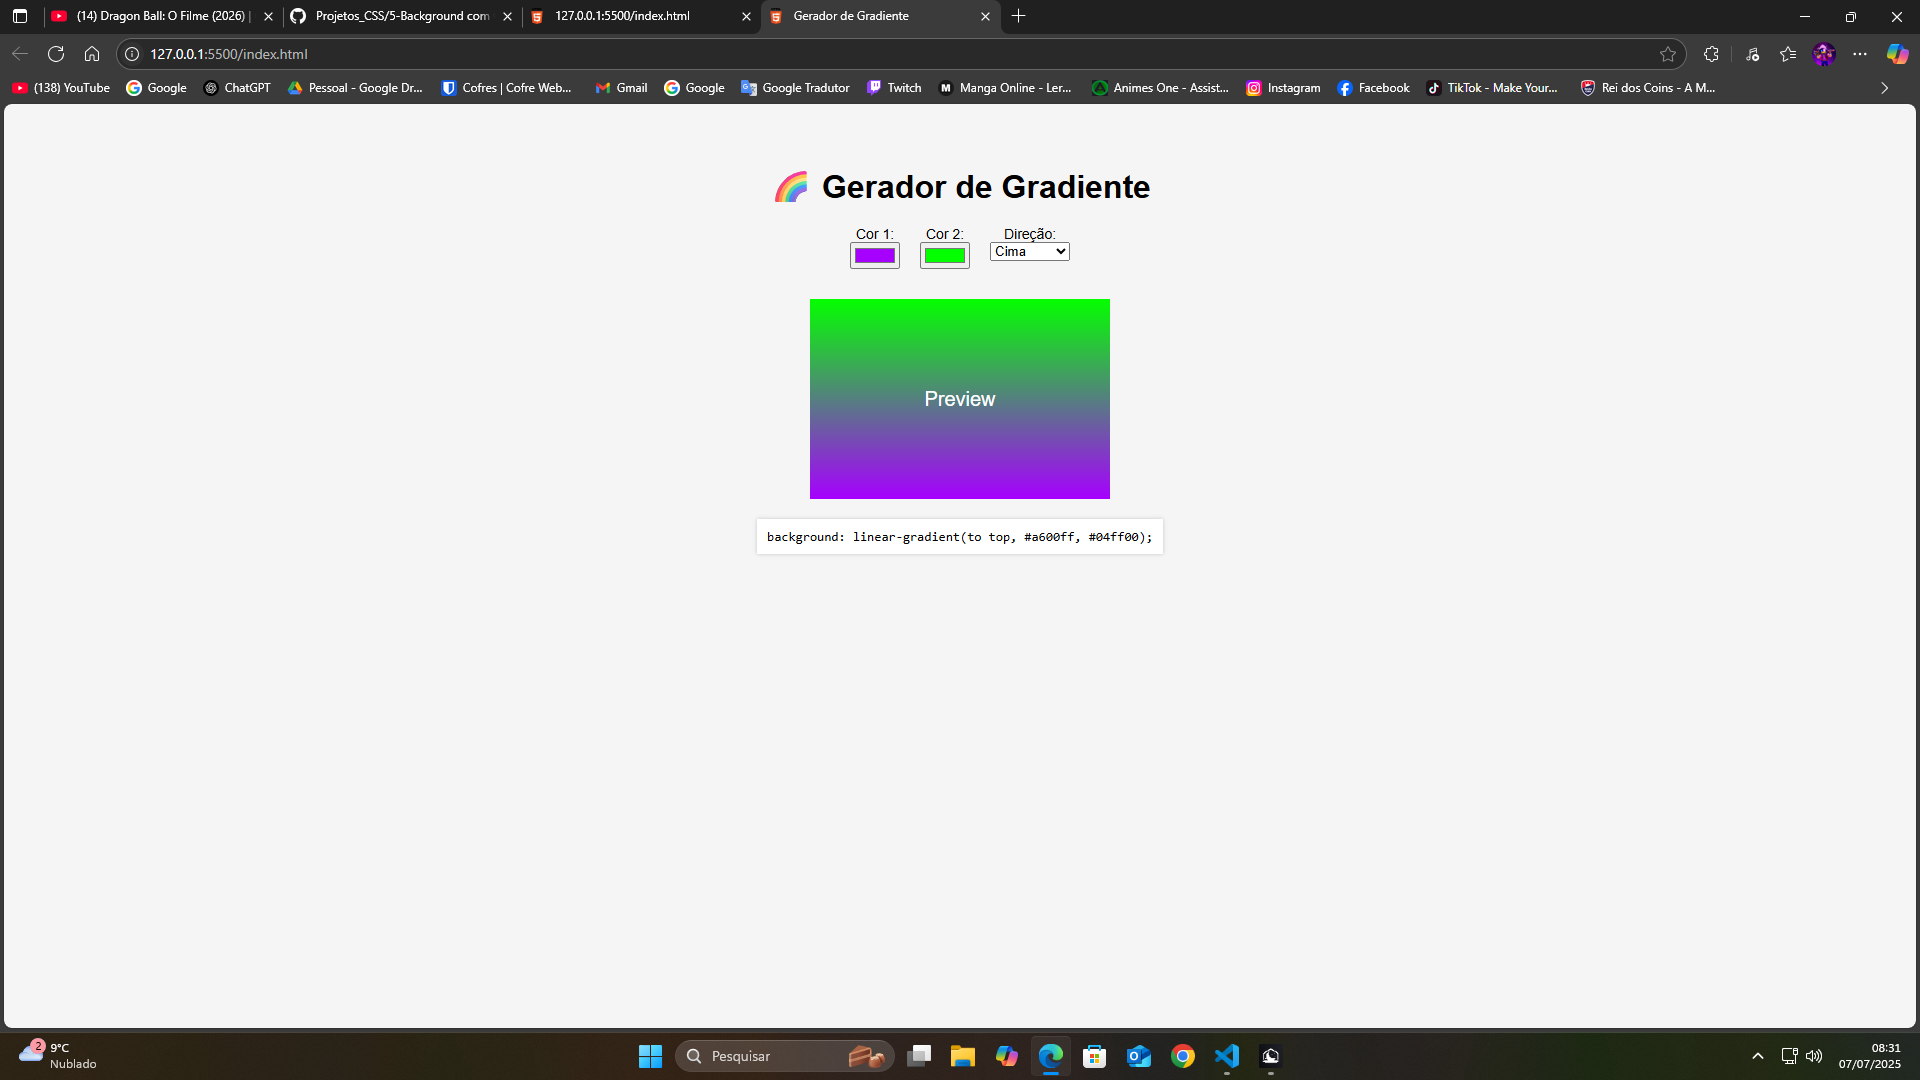 (14) Dragon Ball: O Filme (2026) |
Projetos_CSS/5-Background com
127.0.0.1:5500/index.html
Gerador de Gradiente
127.0.0.1:5500/index.html
(138) YouTube
Google
ChatGPT
Pessoal - Google Dr...
Cofres | Cofre Web...
Gmail
Google
Google Tradutor
Twitch
Manga Online - Ler...
Animes One - Assist...
Instagram
Facebook
TikTok - Make Your...
Rei dos Coins - A M...
Gerador de Gradiente
Cor 1:
Cor 2:
Direção:
Cima
Preview
background: linear-gradient(to top, #a600ff, #04ff00);
2
9°C
Nublado
Pesquisar
08:31
07/07/2025